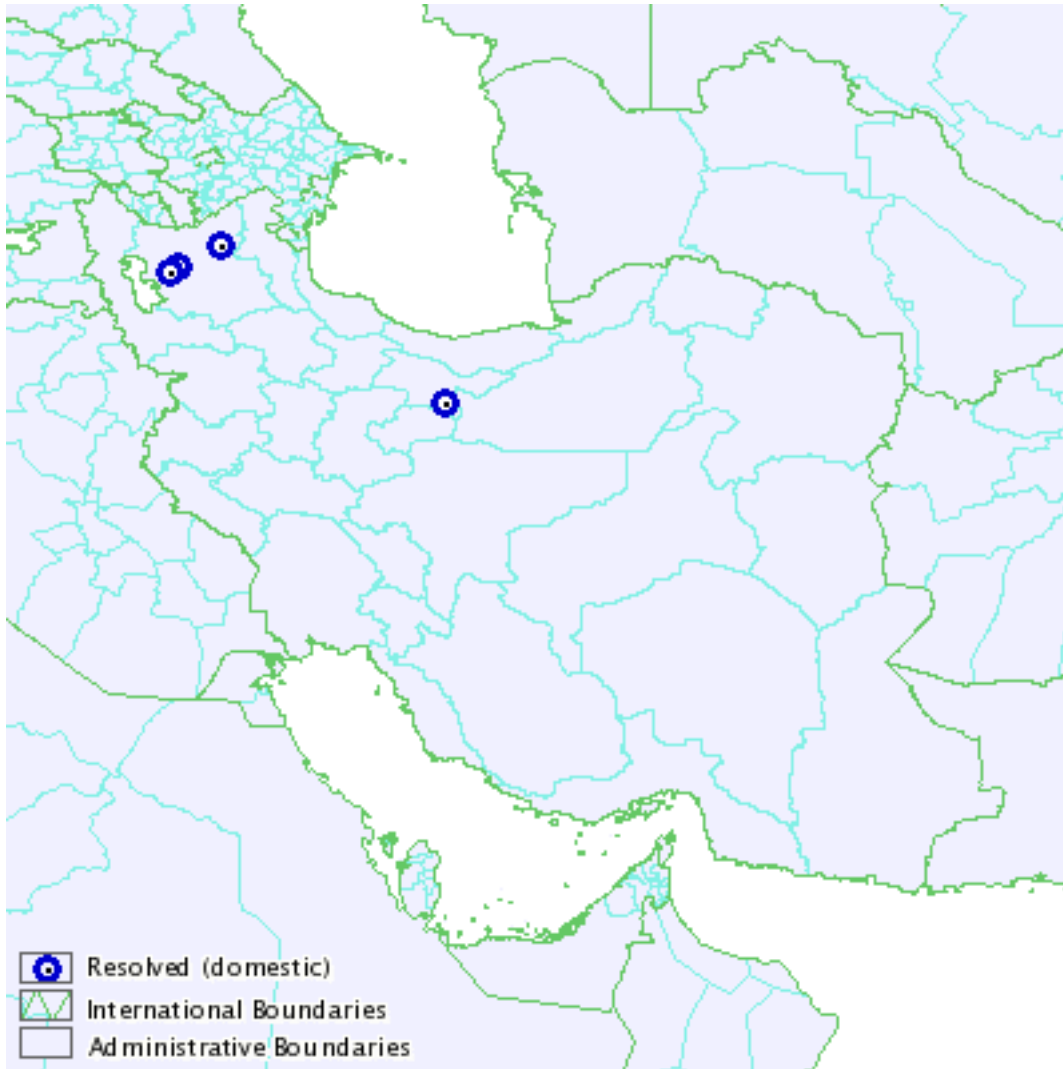 Resolved (domestic)
International Boundaries
Administrative Boundaries